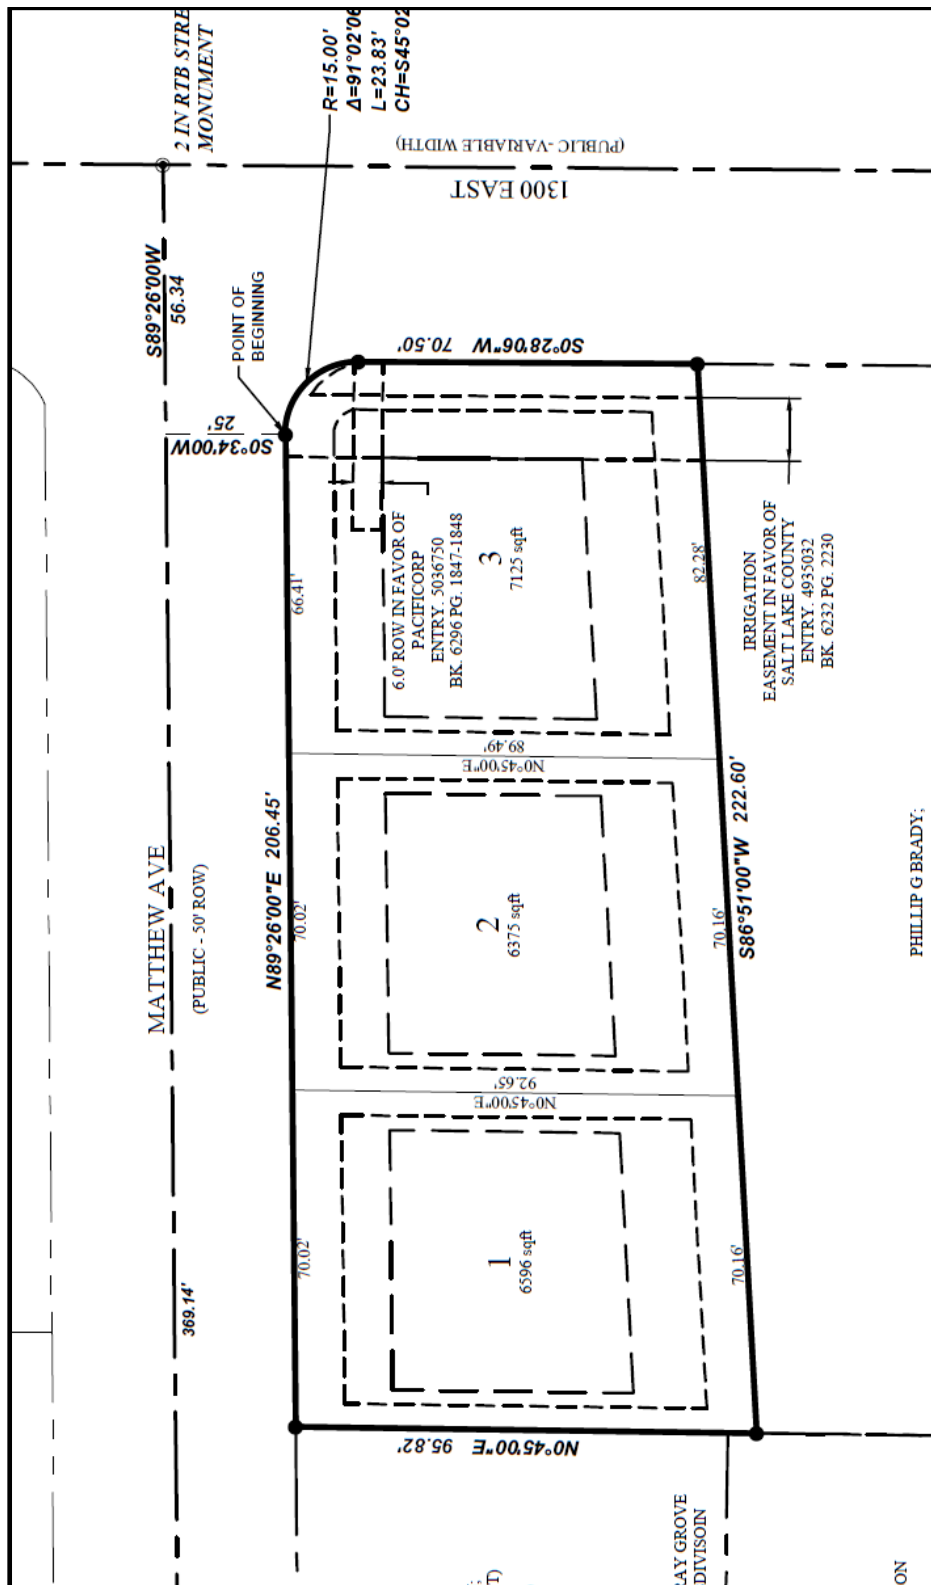 2 IN RTB STRE
MONUMENT
R=15.00'
Δ=91°02'06
L=23.83'
CH=S45°02
(PUBLIC -VARIABLE WIDTH)
1300 EAST
S89°26'00W
56.34
POINT OF
BEGINNING
S0°34'00W
25'
S0°28'06"W 70.50'
66.41'
6.0' ROW IN FAVOR OF
PACIFICORP
ENTRY. 5036750
BK. 6296 PG. 1847-1848
3
7125 sqft
82.28'
IRRIGATION
EASEMENT IN FAVOR OF
SALT LAKE COUNTY
ENTRY. 4935032
BK. 6232 PG. 2230
89.49'
N0°45'00"E
MATTHEW AVE
(PUBLIC - 50' ROW)
N89°26'00"E 206.45'
70.02'
2
6375 sqft
70.16'
S86°51'00"W 222.60'
PHILLIP G BRADY;
92.65'
N0°45'00"E
369.14'
70.02'
1
6596 sqft
70.16'
N0°45'00"E 95.82'
RAY GROVE
DIVISOIN
T)
ON